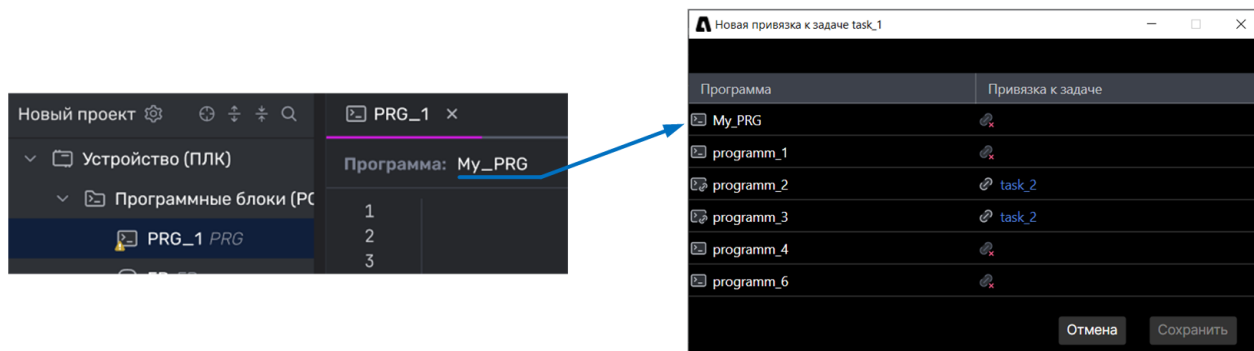 Новый проект
PRG_1 ×
Устройство (ПЛК)
Программа: My_PRG
Программные блоки (РО
1
PRG_1 PRG
2
3
Новая привязка к задаче task_1
Программа Привязка к задаче
My_PRG
programm_1
programm_2 task_2
programm_3 task_2
programm_4
programm_6
Отмена Сохранить